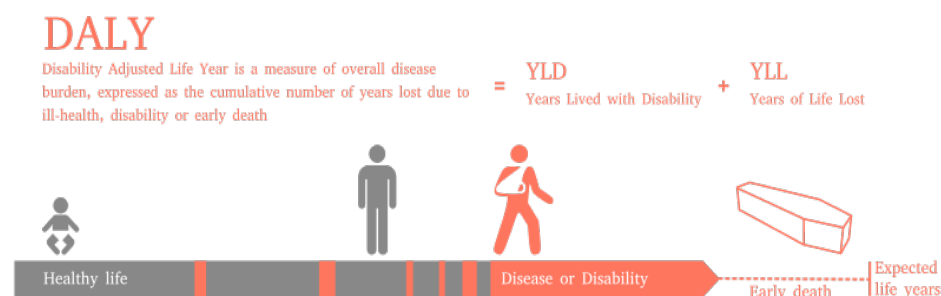 DALY
Disability Adjusted Life Year is a measure of overall disease
burden, expressed as the cumulative number of years lost due to
ill-health, disability or early death
=
YLD
Years Lived with Disability
+
YLL
Years of Life Lost
Healthy life
Disease or Disability
Early death
Expected
life years